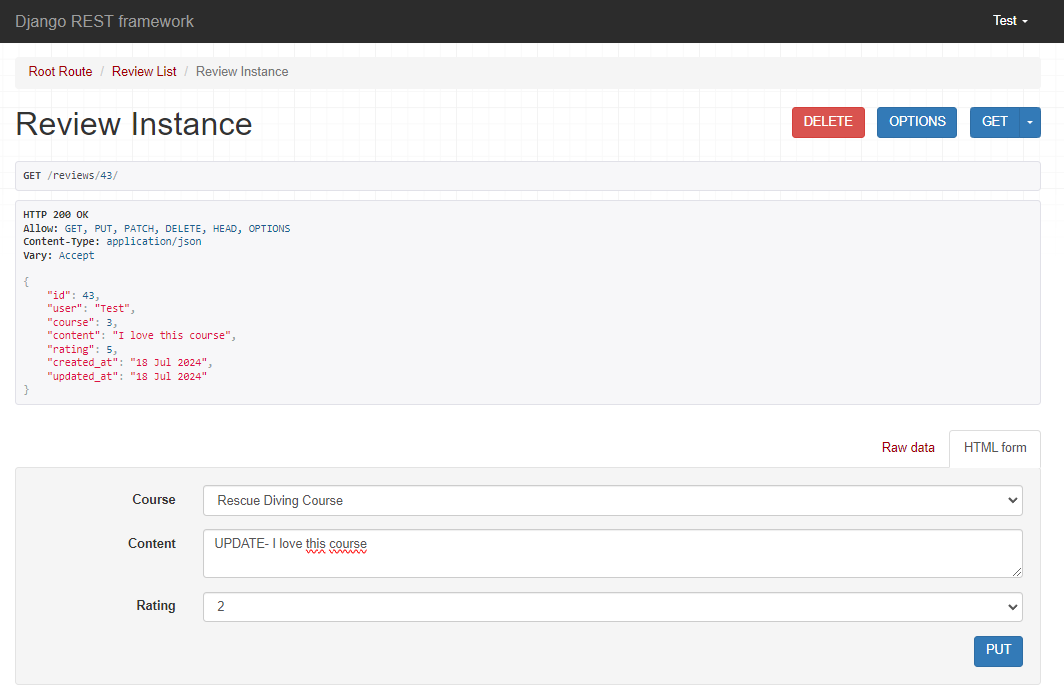 Django REST framework
Test
Root Route / Review List / Review Instance
Review Instance
DELETE
OPTIONS
GET
GET /reviews/43/
HTTP 200 OK
Allow: GET, PUT, PATCH, DELETE, HEAD, OPTIONS
Content-Type: application/json
Vary: Accept
{
"id": 43,
"user": "Test",
"course": 3,
"content": "I love this course",
"rating": 5,
"created_at": "18 Jul 2024",
"updated_at": "18 Jul 2024"
}
Raw data
HTML form
Course
Rescue Diving Course
Content
UPDATE- I love this course
Rating
2
PUT